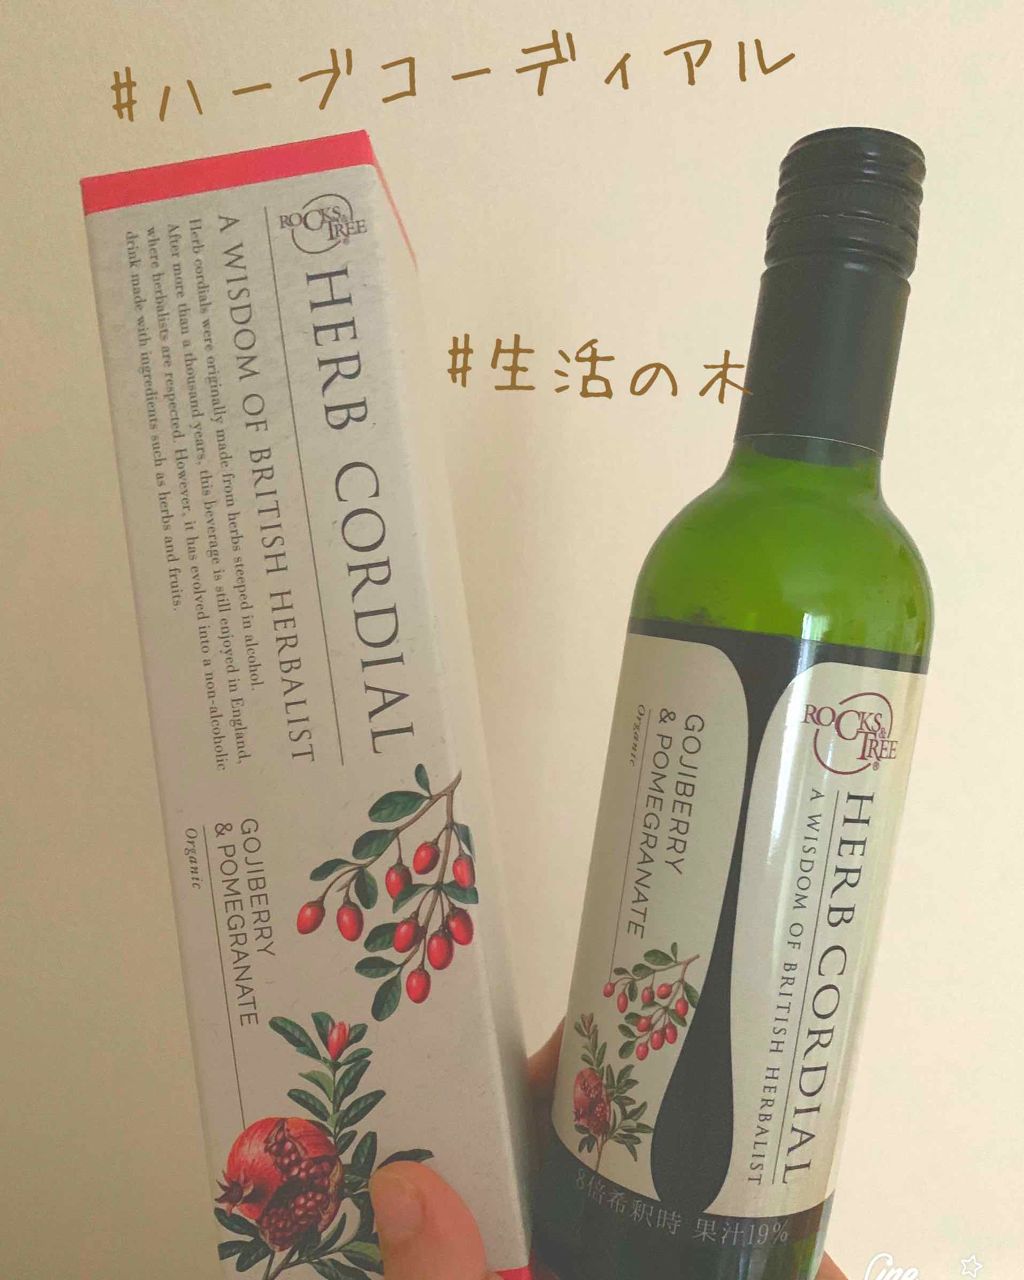 #ハーブコーディアル
#生活の木
ROCKS&TREE®
HERB CORDIAL
A WISDOM OF BRITISH HERBALIST
Herb cordials were originally made from herbs steeped in alcohol.
After more than a thousand years, this beverage is still enjoyed in England,
where herbalists are respected. However, it has evolved into a non-alcoholic
drink made with ingredients such as herbs and fruits.
GOJIBERRY
& POMEGRANATE
Organic
ROCKS&TREE®
HERB CORDIAL
A WISDOM OF BRITISH HERBALIST
GOJIBERRY
& POMEGRANATE
Organic
8倍希釈時 果汁19%